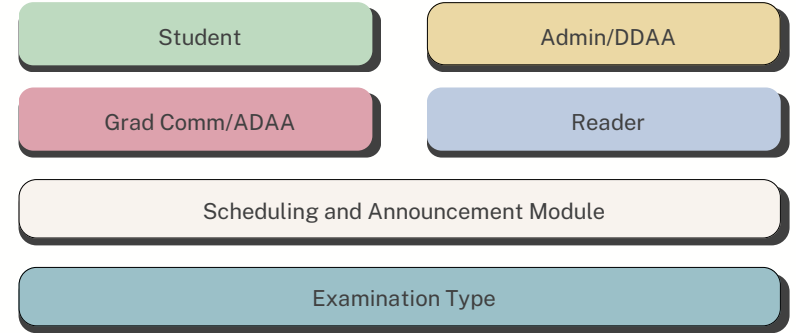 Student
Admin/DDAA
Grad Comm/ADAA
Reader
Scheduling and Announcement Module
Examination Type